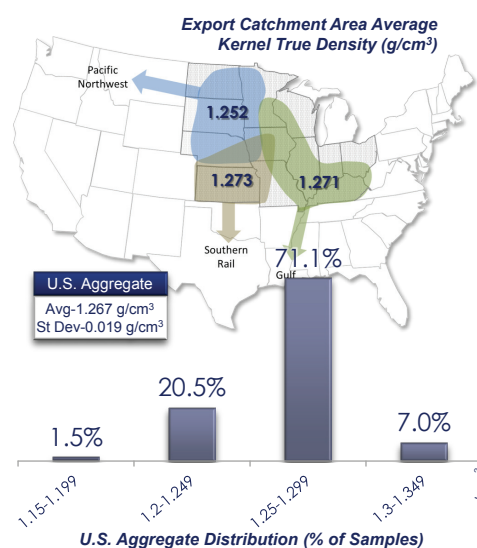 Export Catchment Area Average
Kernel True Density (g/cm³)
Pacific
Northwest
1.252
1.273
1.271
Southern
Rail
Gulf
71.1%
U.S. Aggregate
Avg-1.267 g/cm³
St Dev-0.019 g/cm³
20.5%
1.5%
7.0%
1.15-1.199
1.2-1.249
1.25-1.299
1.3-1.349
U.S. Aggregate Distribution (% of Samples)